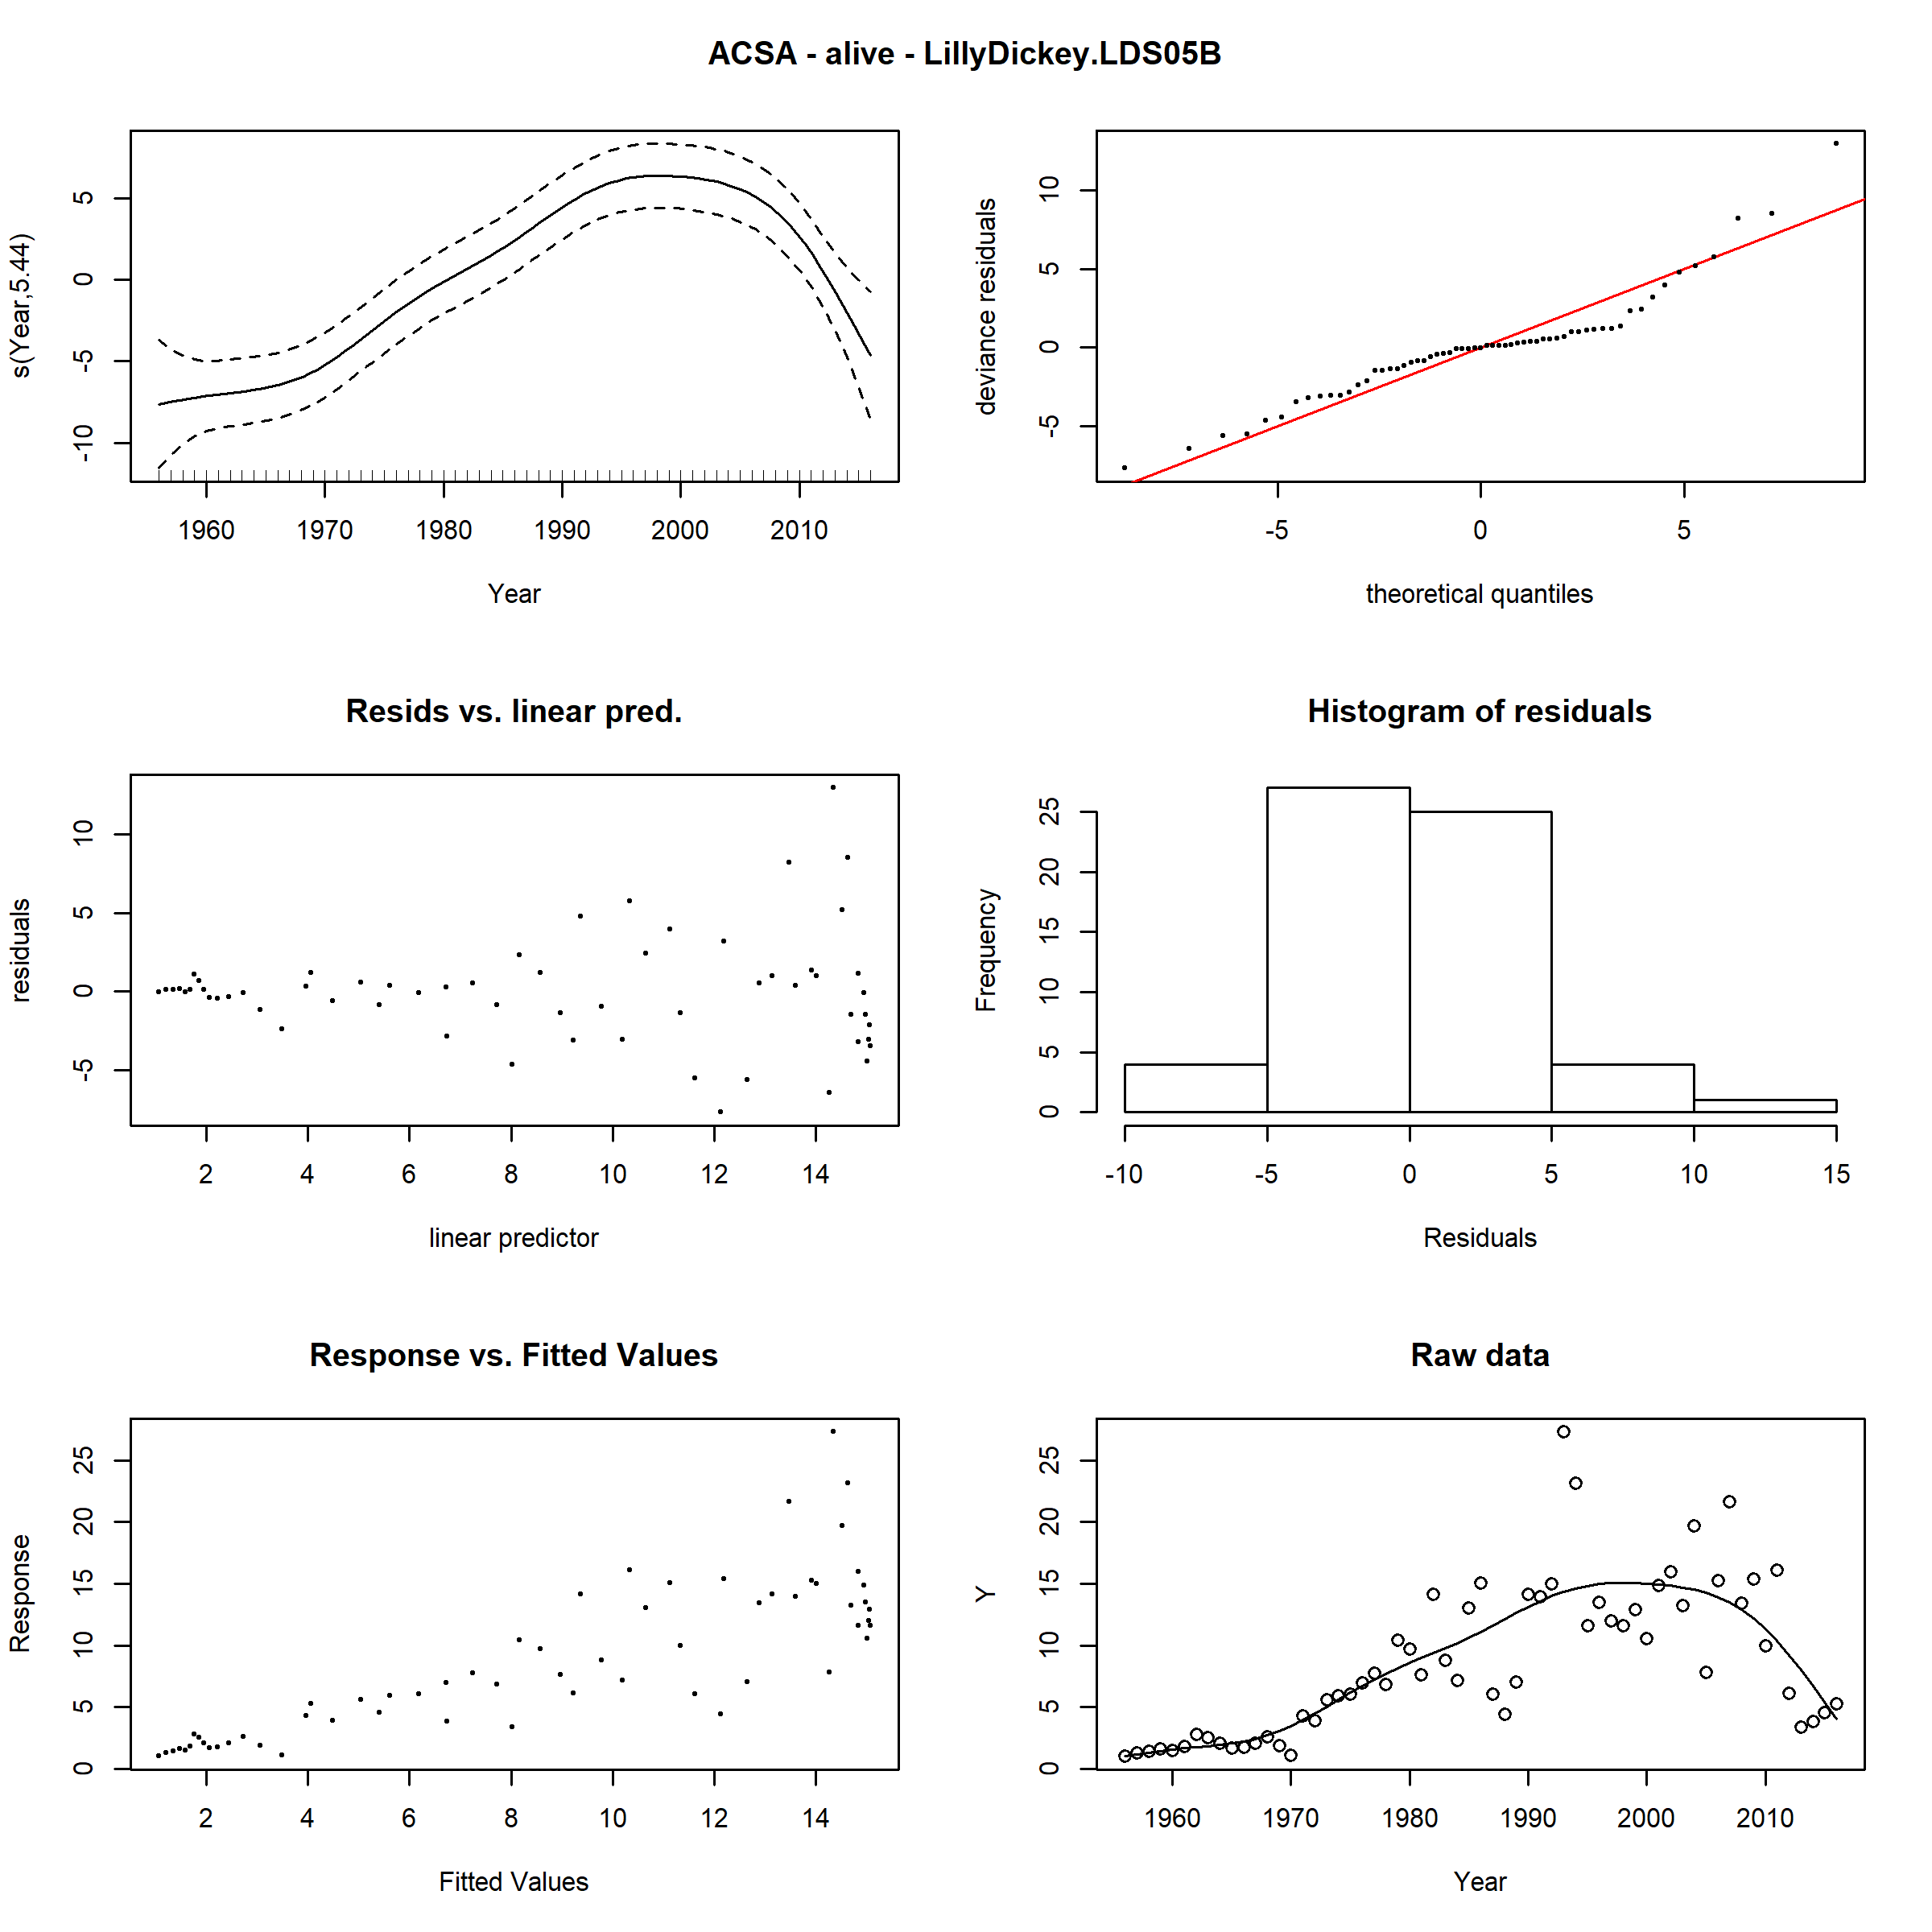 ACSA - alive - LillyDickey.LDS05B
s(Year,5.44)
5
0
-5
-10
1960 1970 1980 1990 2000 2010
Year
deviance residuals
10
5
0
-5
-5 0 5
theoretical quantiles
Resids vs. linear pred.
residuals
10
5
0
-5
2 4 6 8 10 12 14
linear predictor
Histogram of residuals
Frequency
25
20
15
10
5
0
-10 -5 0 5 10 15
Residuals
Response vs. Fitted Values
Response
25
20
15
10
5
0
2 4 6 8 10 12 14
Fitted Values
Raw data
Y
25
20
15
10
5
0
1960 1970 1980 1990 2000 2010
Year